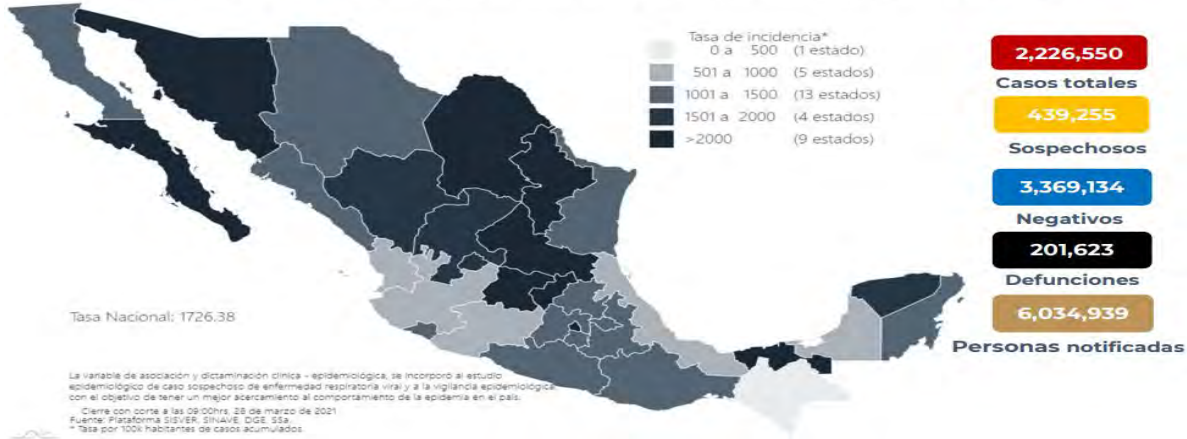 Tasa de incidencia*
0 a 500 (1 estado)
501 a 1000 (5 estados)
1001 a 1500 (13 estados)
1501 a 2000 (4 estados)
>2000 (9 estados)
2,226,550
Casos totales
439,255
Sospechosos
3,369,134
Negativos
201,623
Defunciones
6,034,939
Personas notificadas
Tasa Nacional: 1726.38
La variable de asociación y dictaminación clínica - epidemiológica, se incorporó al estudio
epidemiológico de caso sospechoso de enfermedad respiratoria viral y a la vigilancia epidemiológica
con el objetivo de tener un mejor acercamiento al comportamiento de la epidemia en el país.
Cierre con corte a las 09:00hrs, 28 de marzo de 2021
Fuente: Plataforma SISVER, SINAVE, DGE, SSa.
* Tasa por 100k habitantes de casos acumulados